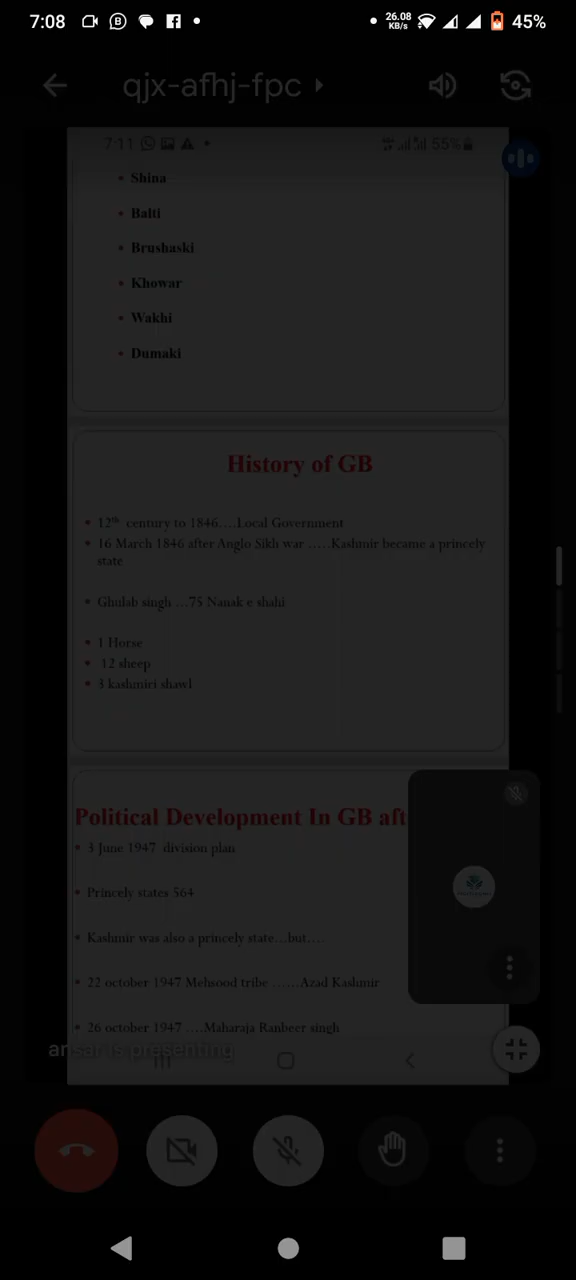 7:08
26.08
KB/s
45%
qjx-afhj-fpc
7:11
55%
• Shina
• Balti
• Brushaski
• Khowar
• Wakhi
• Dumaki
History of GB
• 12th century to 1846....Local Government
• 16 March 1846 after Anglo Sikh war .....Kashmir became a princely
state
Ghulab singh ...75 Nanak e shahi
• 1 Horse
• 12 sheep
• 3 kashmiri shawl
Political Development In GB aft
• 3 June 1947 division plan
• Princely states 564
• Kashmir was also a princely state...but....
• 22 october 1947 Mehsood tribe ......Azad Kashmir
• 26 october 1947 ....Maharaja Ranbeer singh
ansar is presenting